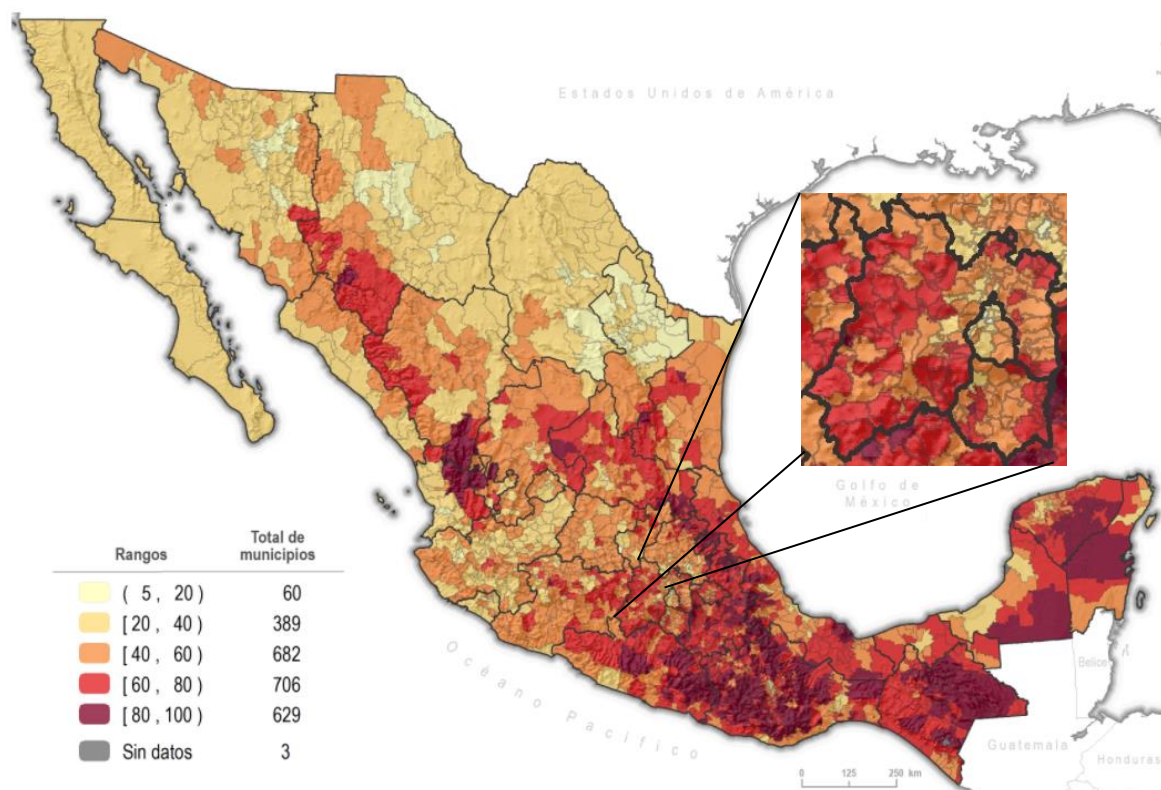 Estados Unidos de América
Golfo de
México
Rangos Total de
municipios
( 5 , 20 ) 60
[ 20 , 40 ) 389
[ 40 , 60 ) 682
[ 60 , 80 ) 706
[ 80 , 100 ) 629
Sin datos 3
Océano Pacífico
Belice
Guatemala
Honduras
0 125 250 km